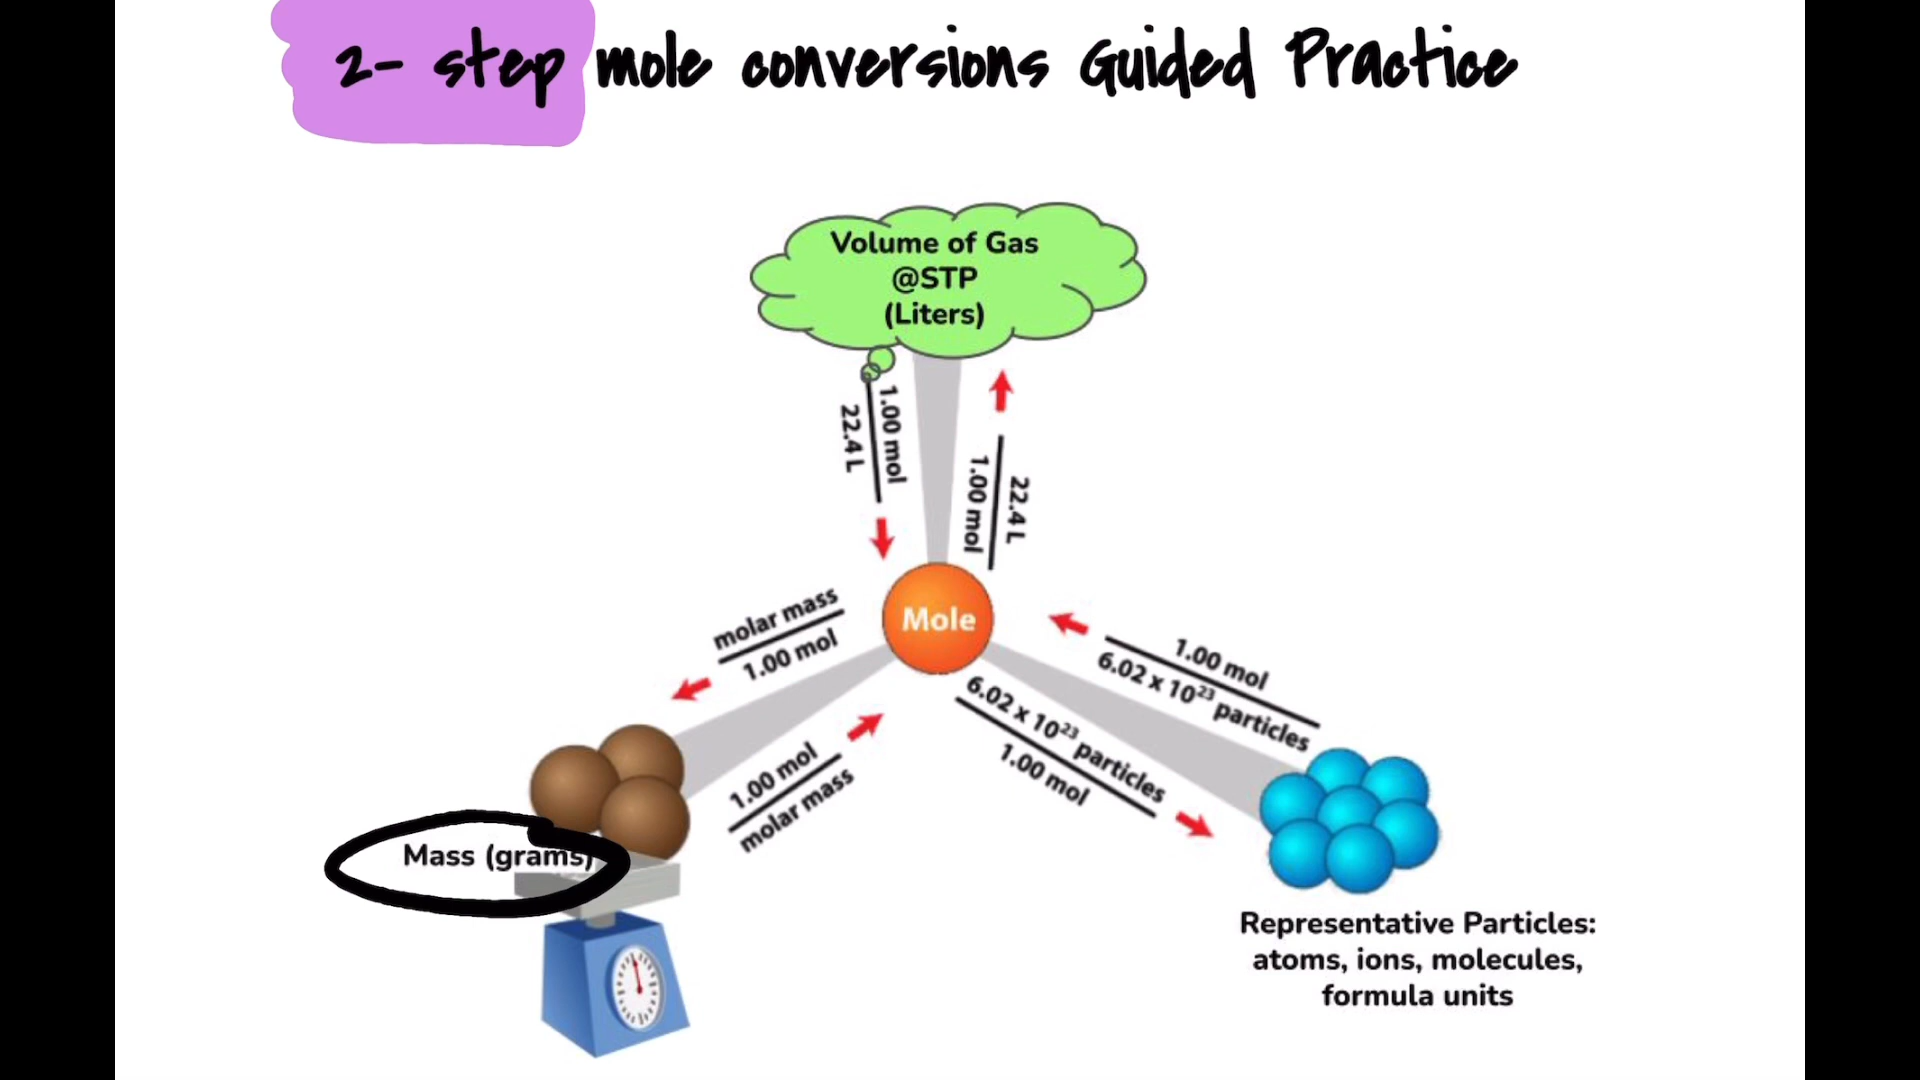 2- step mole conversions Guided Practice
Volume of Gas
@STP
(Liters)
1.00 mol
22.4 L
22.4 L
1.00 mol
Mole
molar mass
1.00 mol
1.00 mol
6.02 x 10²³ particles
6.02 x 10²³ particles
1.00 mol
1.00 mol
molar mass
Mass (grams)
Representative Particles:
atoms, ions, molecules,
formula units